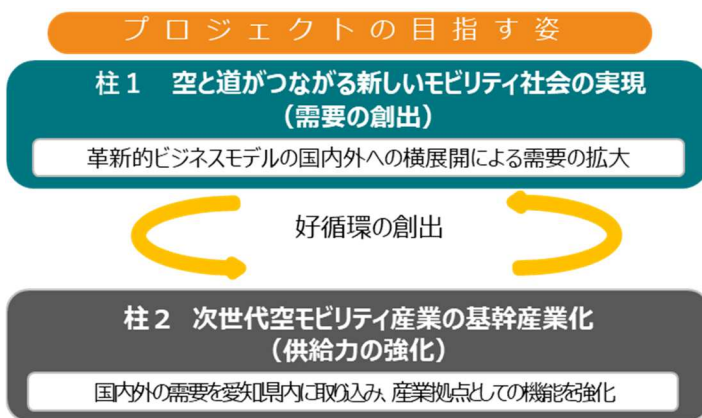 プロジェクトの目指す姿
柱１　空と道がつながる新しいモビリティ社会の実現
（需要の創出）
革新的ビジネスモデルの国内外への横展開による需要の拡大
好循環の創出
柱２　次世代空モビリティ産業の基幹産業化
（供給力の強化）
国内外の需要を愛知県内に取り込み、産業拠点としての機能を強化